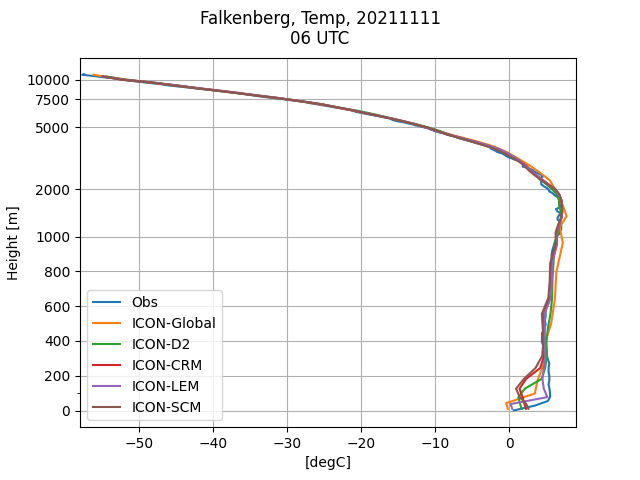 Falkenberg, Temp, 20211111
06 UTC
10000
7500
5000
2000
1000
800
600
400
200
0
Height [m]
Obs
ICON-Global
ICON-D2
ICON-CRM
ICON-LEM
ICON-SCM
−50 −40 −30 −20 −10 0
[degC]